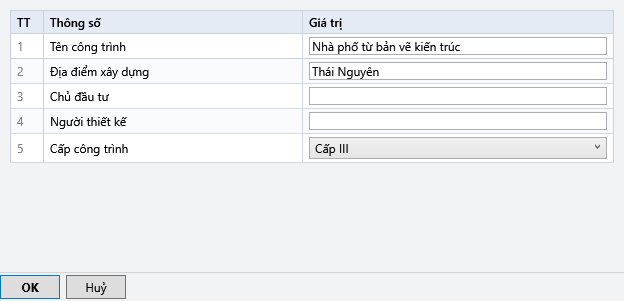 TT Thông số Giá trị
1 Tên công trình Nhà phố từ bản vẽ kiến trúc
2 Địa điểm xây dựng Thái Nguyên
3 Chủ đầu tư
4 Người thiết kế
5 Cấp công trình Cấp III
OK Huỷ